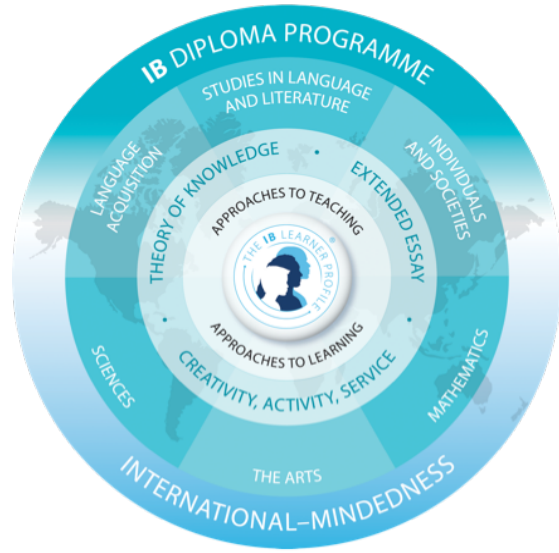 IB DIPLOMA PROGRAMME
STUDIES IN LANGUAGE
AND LITERATURE
LANGUAGE
ACQUISITION
INDIVIDUALS
AND SOCIETIES
THEORY OF KNOWLEDGE
•
EXTENDED ESSAY
APPROACHES TO TEACHING
THE IB LEARNER PROFILE
®
APPROACHES TO LEARNING
•
•
CREATIVITY, ACTIVITY, SERVICE
SCIENCES
MATHEMATICS
THE ARTS
INTERNATIONAL–MINDEDNESS